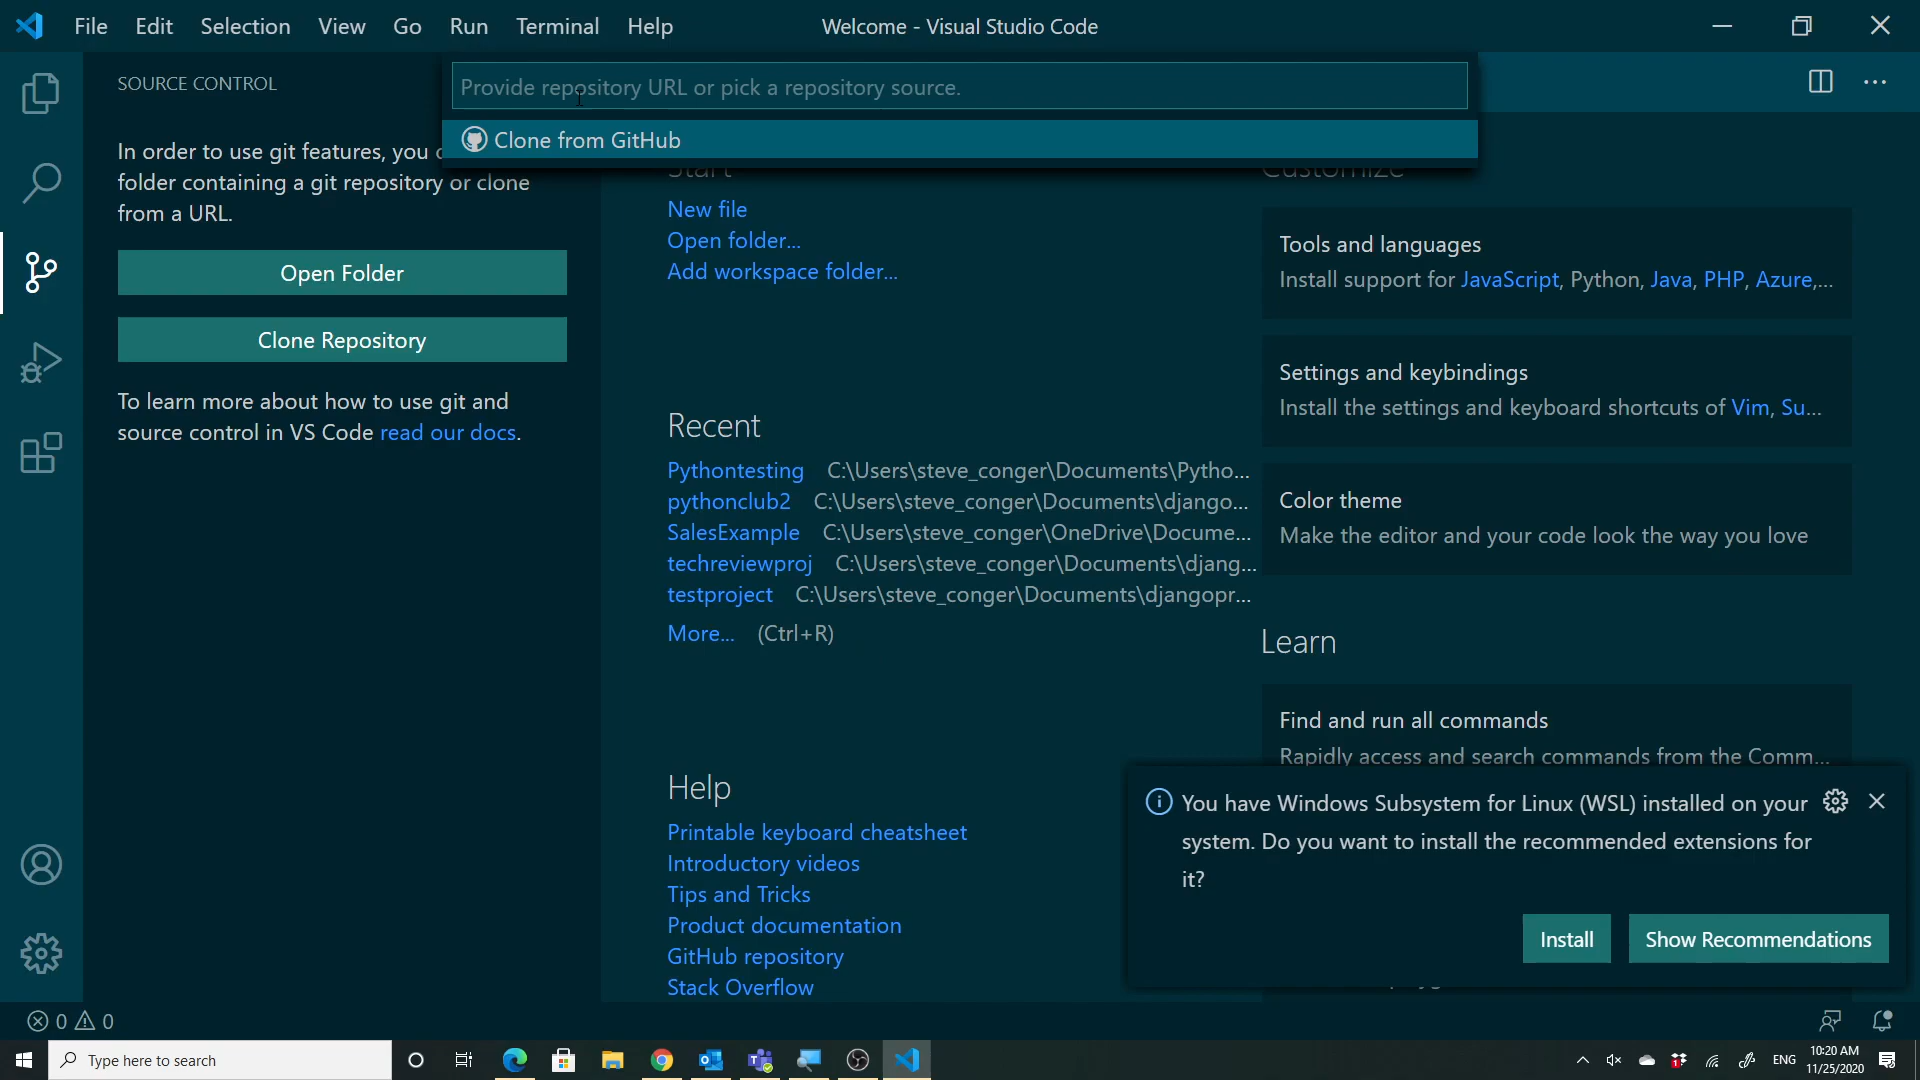 File Edit Selection View Go Run Terminal Help
Welcome - Visual Studio Code
SOURCE CONTROL
Provide repository URL or pick a repository source.
Clone from GitHub
In order to use git features, you c
folder containing a git repository or clone
from a URL.
Open Folder
Clone Repository
To learn more about how to use git and
source control in VS Code read our docs.
Start
New file
Open folder...
Add workspace folder...
Recent
Pythontesting C:\Users\steve_conger\Documents\Pytho...
pythonclub2 C:\Users\steve_conger\Documents\django...
SalesExample C:\Users\steve_conger\OneDrive\Docume...
techreviewproj C:\Users\steve_conger\Documents\djang...
testproject C:\Users\steve_conger\Documents\djangopr...
More... (Ctrl+R)
Help
Printable keyboard cheatsheet
Introductory videos
Tips and Tricks
Product documentation
GitHub repository
Stack Overflow
Customize
Tools and languages
Install support for JavaScript, Python, Java, PHP, Azure,...
Settings and keybindings
Install the settings and keyboard shortcuts of Vim, Su...
Color theme
Make the editor and your code look the way you love
Learn
Find and run all commands
Rapidly access and search commands from the Comm...
You have Windows Subsystem for Linux (WSL) installed on your
system. Do you want to install the recommended extensions for
it?
Install
Show Recommendations
0 0
Type here to search
ENG
10:20 AM
11/25/2020